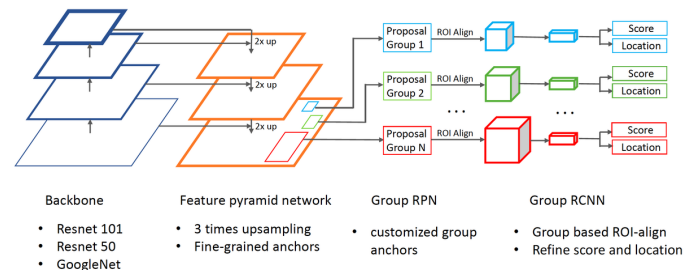 2x up
2x up
2x up
Proposal
Group 1
ROI Align
Score
Location
Proposal
Group 2
ROI Align
Score
Location
...
...
Proposal
Group N
ROI Align
Score
Location
Backbone
• Resnet 101
• Resnet 50
• GoogleNet
Feature pyramid network
• 3 times upsampling
• Fine-grained anchors
Group RPN
• customized group
anchors
Group RCNN
• Group based ROI-align
• Refine score and location